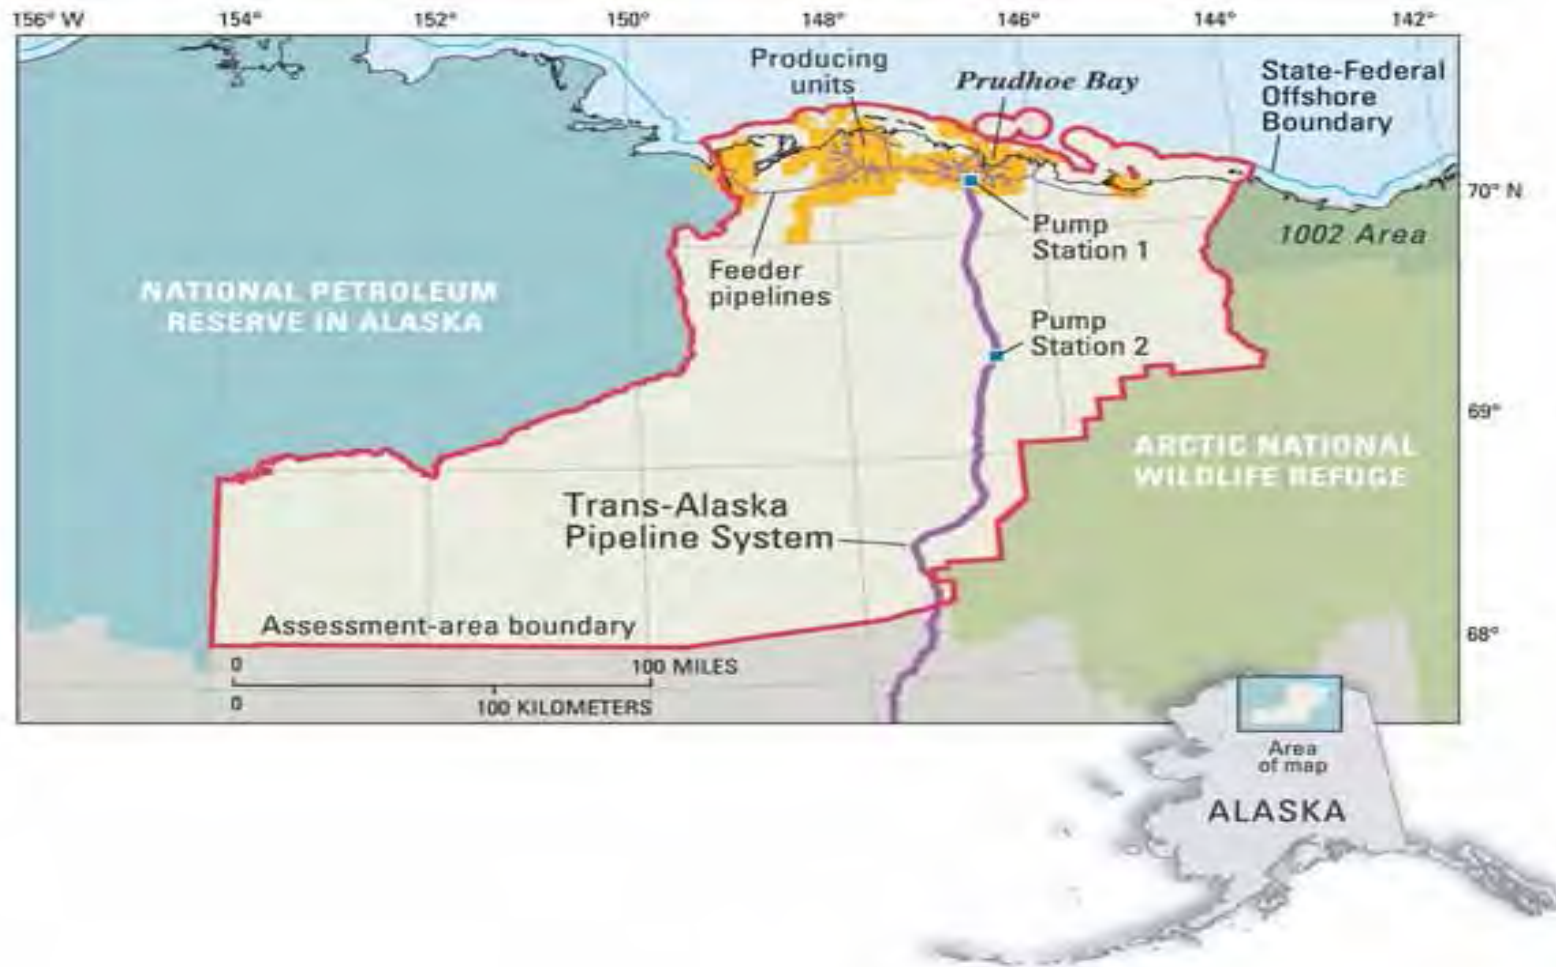 156° W 154° 152° 150° 148° 146° 144° 142°
Producing
units
Prudhoe Bay
State-Federal
Offshore
Boundary
70° N
1002 Area
Pump
Station 1
Feeder
pipelines
NATIONAL PETROLEUM
RESERVE IN ALASKA
Pump
Station 2
69°
ARCTIC NATIONAL
WILDLIFE REFUGE
Trans-Alaska
Pipeline System
Assessment-area boundary
68°
0 100 MILES
0 100 KILOMETERS
Area
of map
ALASKA